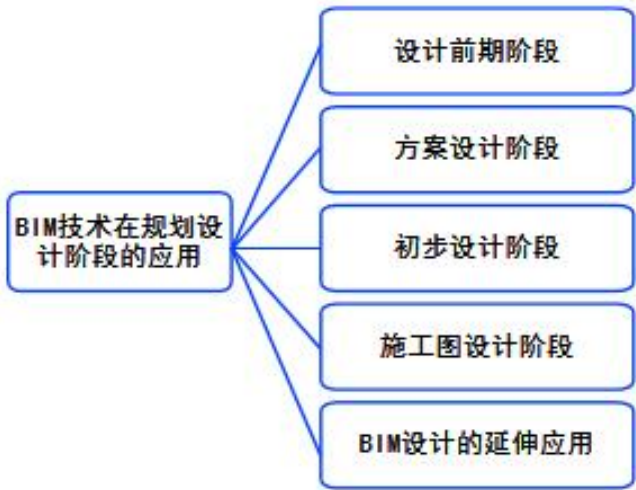 设计前期阶段
方案设计阶段
BIM技术在规划设
计阶段的应用
初步设计阶段
施工图设计阶段
BIM设计的延伸应用